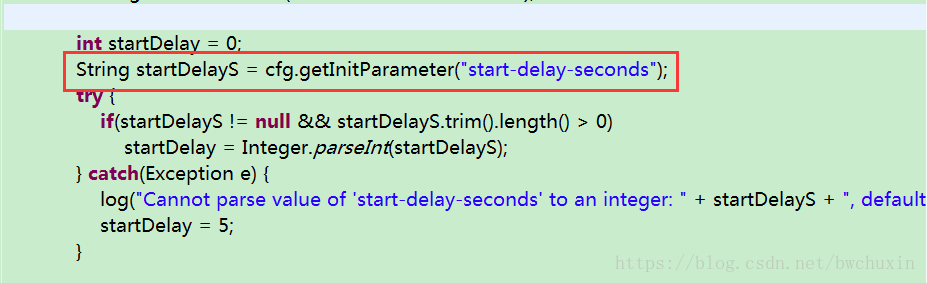 int startDelay = 0;
String startDelayS = cfg.getInitParameter("start-delay-seconds");
try {
if(startDelayS != null && startDelayS.trim().length() > 0)
startDelay = Integer.parseInt(startDelayS);
} catch(Exception e) {
log("Cannot parse value of 'start-delay-seconds' to an integer: " + startDelayS + ", default
startDelay = 5;
}
https://blog.csdn.net/bwchuxin